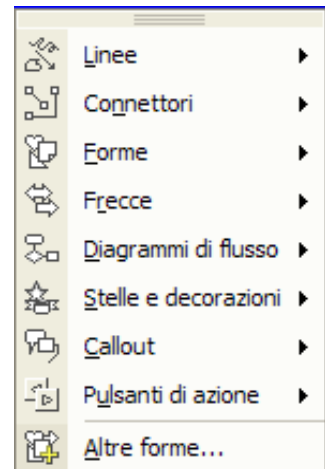 Linee
Connettori
Forme
Frecce
Diagrammi di flusso
Stelle e decorazioni
Callout
Pulsanti di azione
Altre forme...